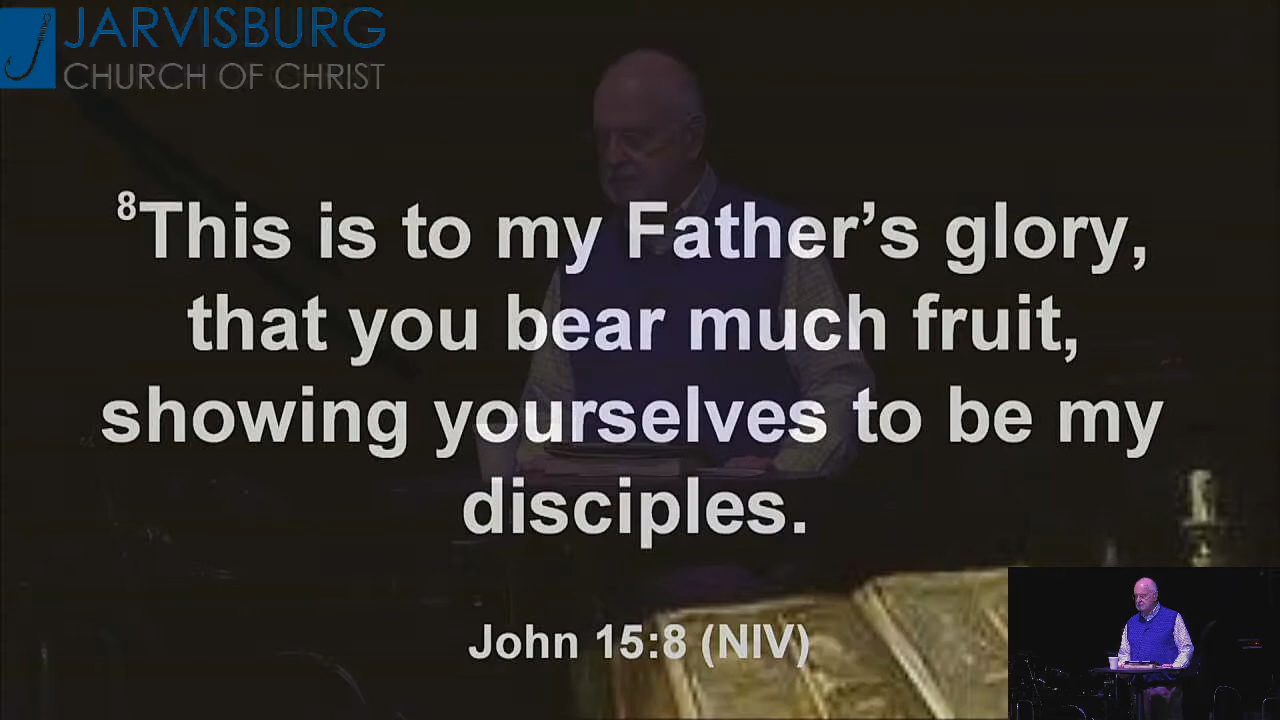 JARVISBURG
CHURCH OF CHRIST
8This is to my Father’s glory,
that you bear much fruit,
showing yourselves to be my
disciples.
John 15:8 (NIV)